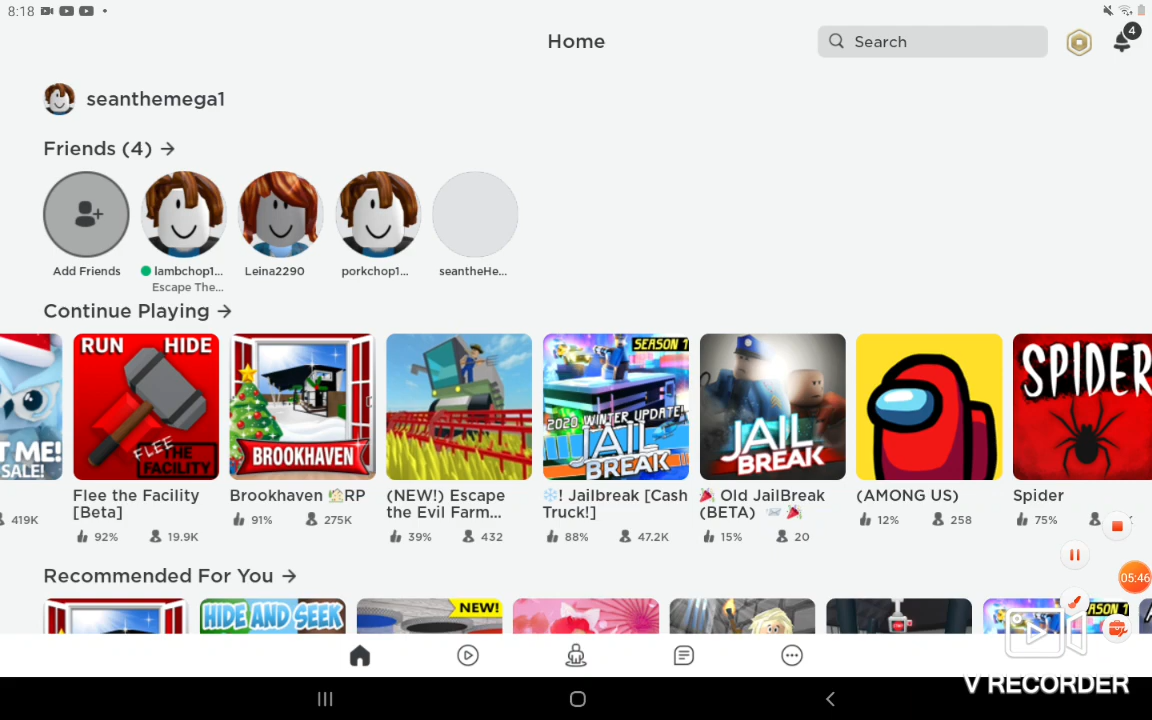 8:18
Home
Search
4
seanthemega1
Friends (4) →
Add Friends
lambchop1...
Leina2290
porkchop1...
seantheHe...
Escape The...
Continue Playing →
T ME!
SALE!
RUN HIDE
FLEE THE FACILITY
BROOKHAVEN
SEASON 1
2020 WINTER UPDATE!
JAIL BREAK
JAIL BREAK
SPIDER
Flee the Facility [Beta]
Brookhaven 🏡RP
(NEW!) Escape the Evil Farm...
❄️! Jailbreak [Cash Truck!]
🎉 Old JailBreak (BETA) 📨🎉
(AMONG US)
Spider
419K
92% 19.9K
91% 275K
39% 432
88% 47.2K
15% 20
12% 258
75%
05:46
Recommended For You →
HIDE AND SEEK
NEW!
ASON 1
V RECORDER